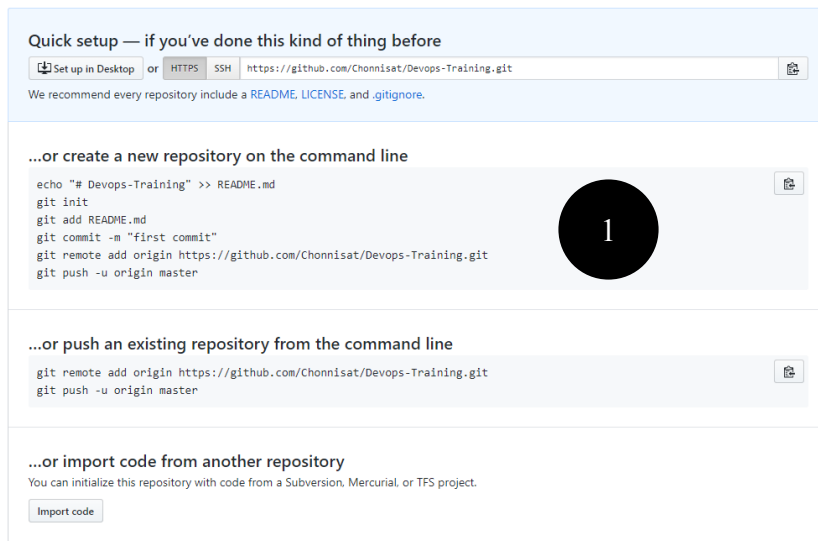 Quick setup — if you’ve done this kind of thing before
Set up in Desktop or HTTPS SSH https://github.com/Chonnisat/Devops-Training.git
We recommend every repository include a README, LICENSE, and .gitignore.
…or create a new repository on the command line
echo "# Devops-Training" >> README.md
git init
git add README.md
git commit -m "first commit"
git remote add origin https://github.com/Chonnisat/Devops-Training.git
git push -u origin master
1
…or push an existing repository from the command line
git remote add origin https://github.com/Chonnisat/Devops-Training.git
git push -u origin master
…or import code from another repository
You can initialize this repository with code from a Subversion, Mercurial, or TFS project.
Import code